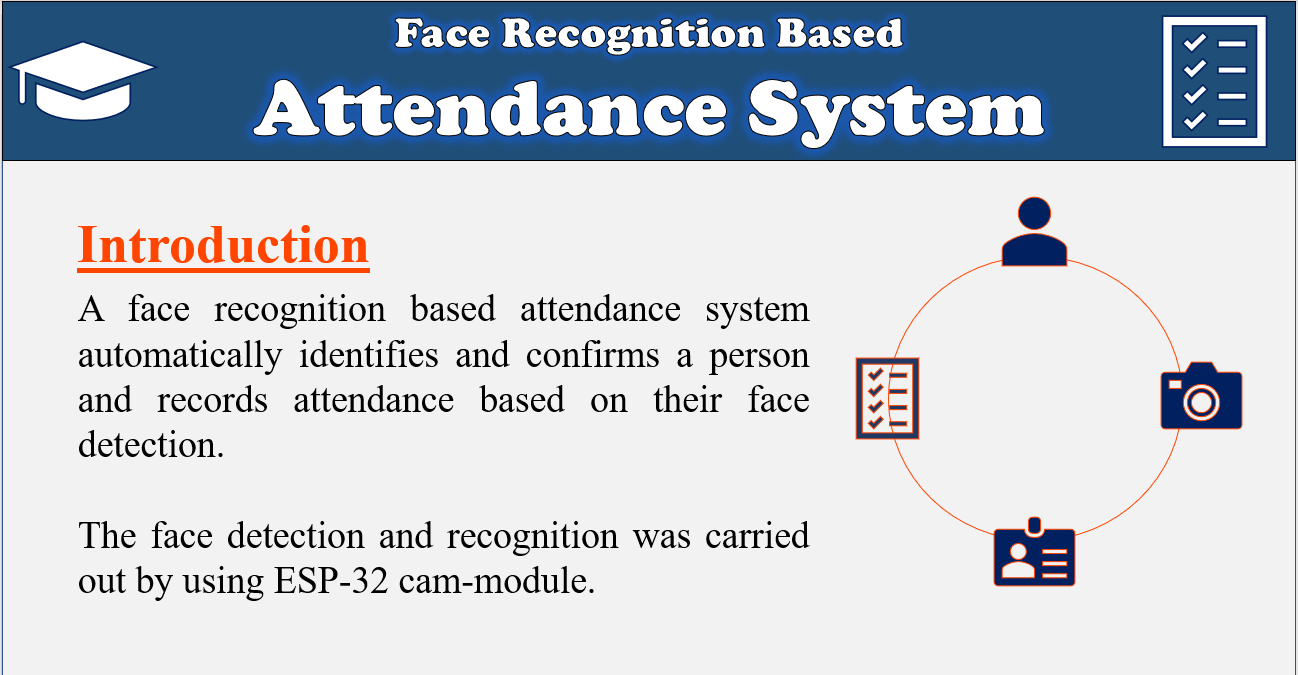 Face Recognition Based
Attendance System
Introduction
A face recognition based attendance system
automatically identifies and confirms a person
and records attendance based on their face
detection.
The face detection and recognition was carried
out by using ESP-32 cam-module.